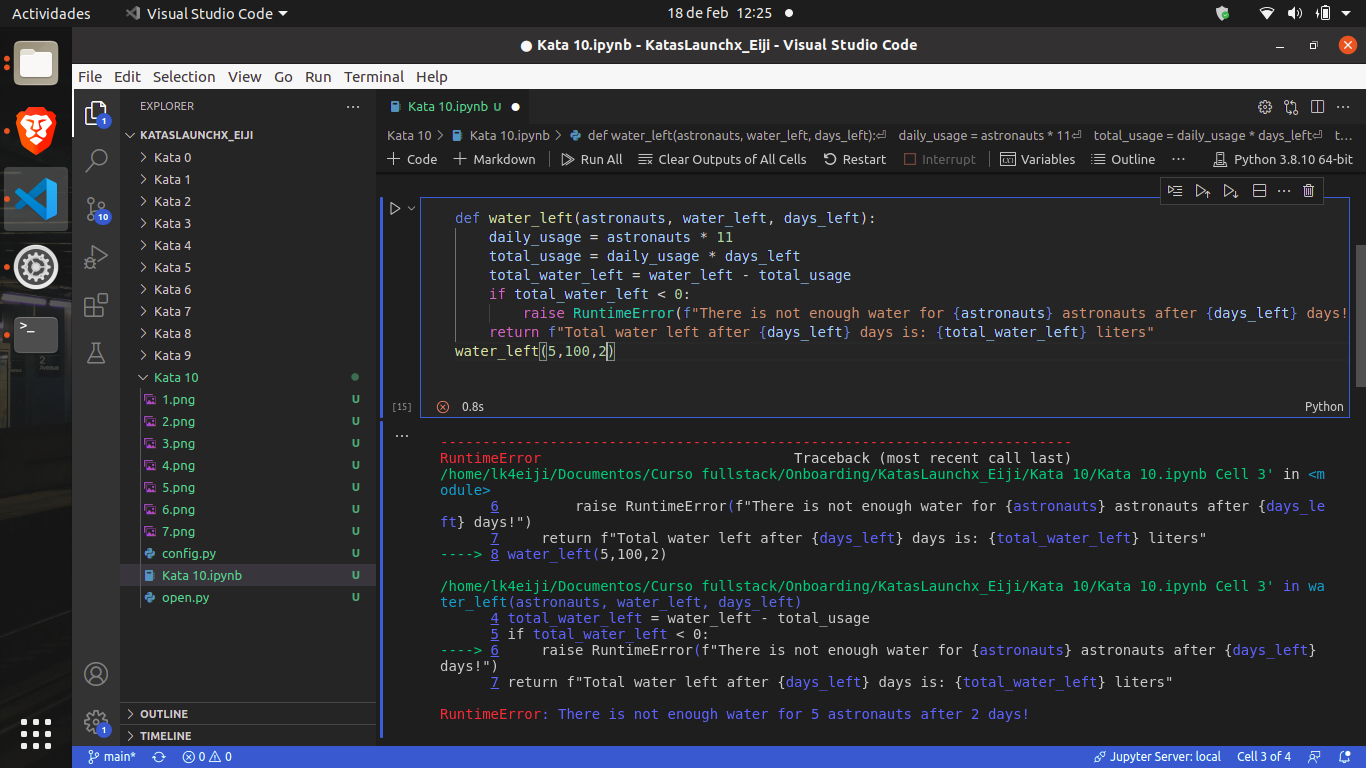 Actividades
Visual Studio Code
18 de feb 12:25
● Kata 10.ipynb - KatasLaunchx_Eiji - Visual Studio Code
File Edit Selection View Go Run Terminal Help
EXPLORER
KATASLAUNCHX_EIJI
Kata 0
Kata 1
Kata 2
Kata 3
Kata 4
Kata 5
Kata 6
Kata 7
Kata 8
Kata 9
Kata 10
1.png U
2.png U
3.png U
4.png U
5.png U
6.png U
7.png U
config.py U
Kata 10.ipynb U
open.py U
OUTLINE
TIMELINE
1
10
1
Kata 10.ipynb U
Kata 10 > Kata 10.ipynb > def water_left(astronauts, water_left, days_left):⏎ daily_usage = astronauts * 11⏎ total_usage = daily_usage * days_left⏎ t…
+ Code + Markdown Run All Clear Outputs of All Cells Restart Interrupt Variables Outline ··· Python 3.8.10 64-bit
def water_left(astronauts, water_left, days_left):
    daily_usage = astronauts * 11
    total_usage = daily_usage * days_left
    total_water_left = water_left - total_usage
    if total_water_left < 0:
        raise RuntimeError(f"There is not enough water for {astronauts} astronauts after {days_left} days!
    return f"Total water left after {days_left} days is: {total_water_left} liters"
water_left(5,100,2)
[15] 0.8s Python
---------------------------------------------------------------------------
RuntimeError                              Traceback (most recent call last)
/home/lk4eiji/Documentos/Curso fullstack/Onboarding/KatasLaunchx_Eiji/Kata 10/Kata 10.ipynb Cell 3' in <m
odule>
      6         raise RuntimeError(f"There is not enough water for {astronauts} astronauts after {days_le
ft} days!")
      7     return f"Total water left after {days_left} days is: {total_water_left} liters"
----> 8 water_left(5,100,2)
/home/lk4eiji/Documentos/Curso fullstack/Onboarding/KatasLaunchx_Eiji/Kata 10/Kata 10.ipynb Cell 3' in wa
ter_left(astronauts, water_left, days_left)
      4 total_water_left = water_left - total_usage
      5 if total_water_left < 0:
----> 6     raise RuntimeError(f"There is not enough water for {astronauts} astronauts after {days_left}
days!")
      7 return f"Total water left after {days_left} days is: {total_water_left} liters"
RuntimeError: There is not enough water for 5 astronauts after 2 days!
main* 0 0 Jupyter Server: local Cell 3 of 4